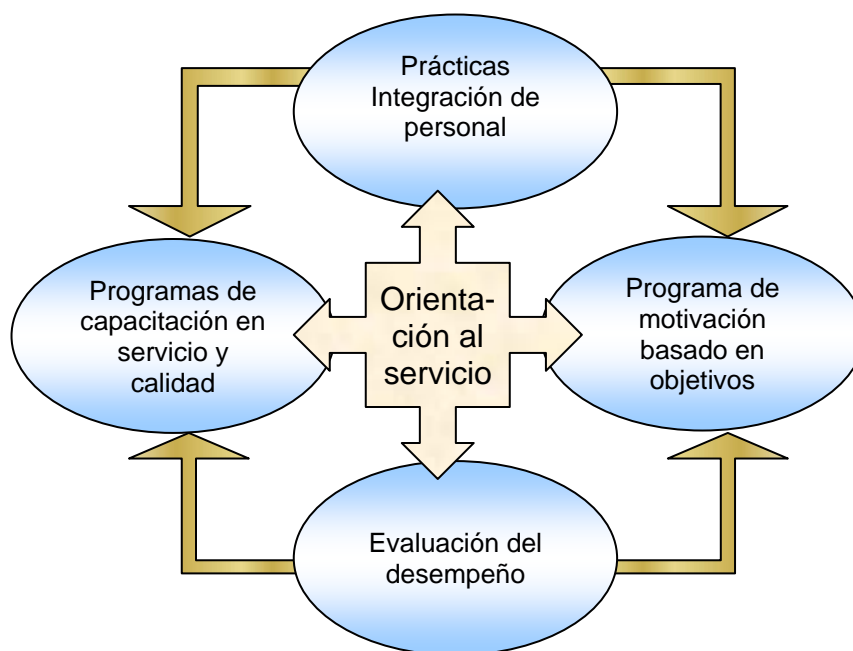 Prácticas
Integración de
personal
Programas de
capacitación en
servicio y
calidad
Orienta-
ción al
servicio
Programa de
motivación
basado en
objetivos
Evaluación del
desempeño